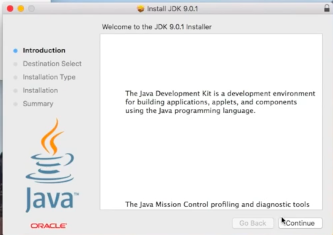 Install JDK 9.0.1
Welcome to the JDK 9.0.1 Installer
Introduction
Destination Select
Installation Type
Installation
Summary
The Java Development Kit is a development environment
for building applications, applets, and components
using the Java programming language.
The Java Mission Control profiling and diagnostic tools
Java™
ORACLE®
Go Back
Continue